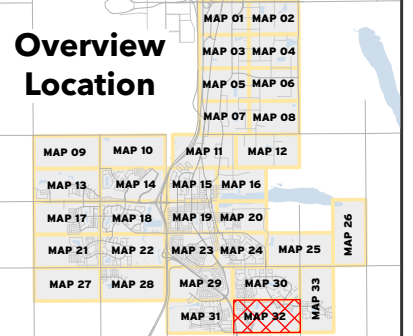 Overview
Location
MAP 01 MAP 02
MAP 03 MAP 04
MAP 05 MAP 06
MAP 07 MAP 08
MAP 09 MAP 10 MAP 11 MAP 12
MAP 13 MAP 14 MAP 15 MAP 16
MAP 17 MAP 18 MAP 19 MAP 20
MAP 26
MAP 21 MAP 22 MAP 23 MAP 24 MAP 25
MAP 27 MAP 28 MAP 29 MAP 30
MAP 33
MAP 31 MAP 32